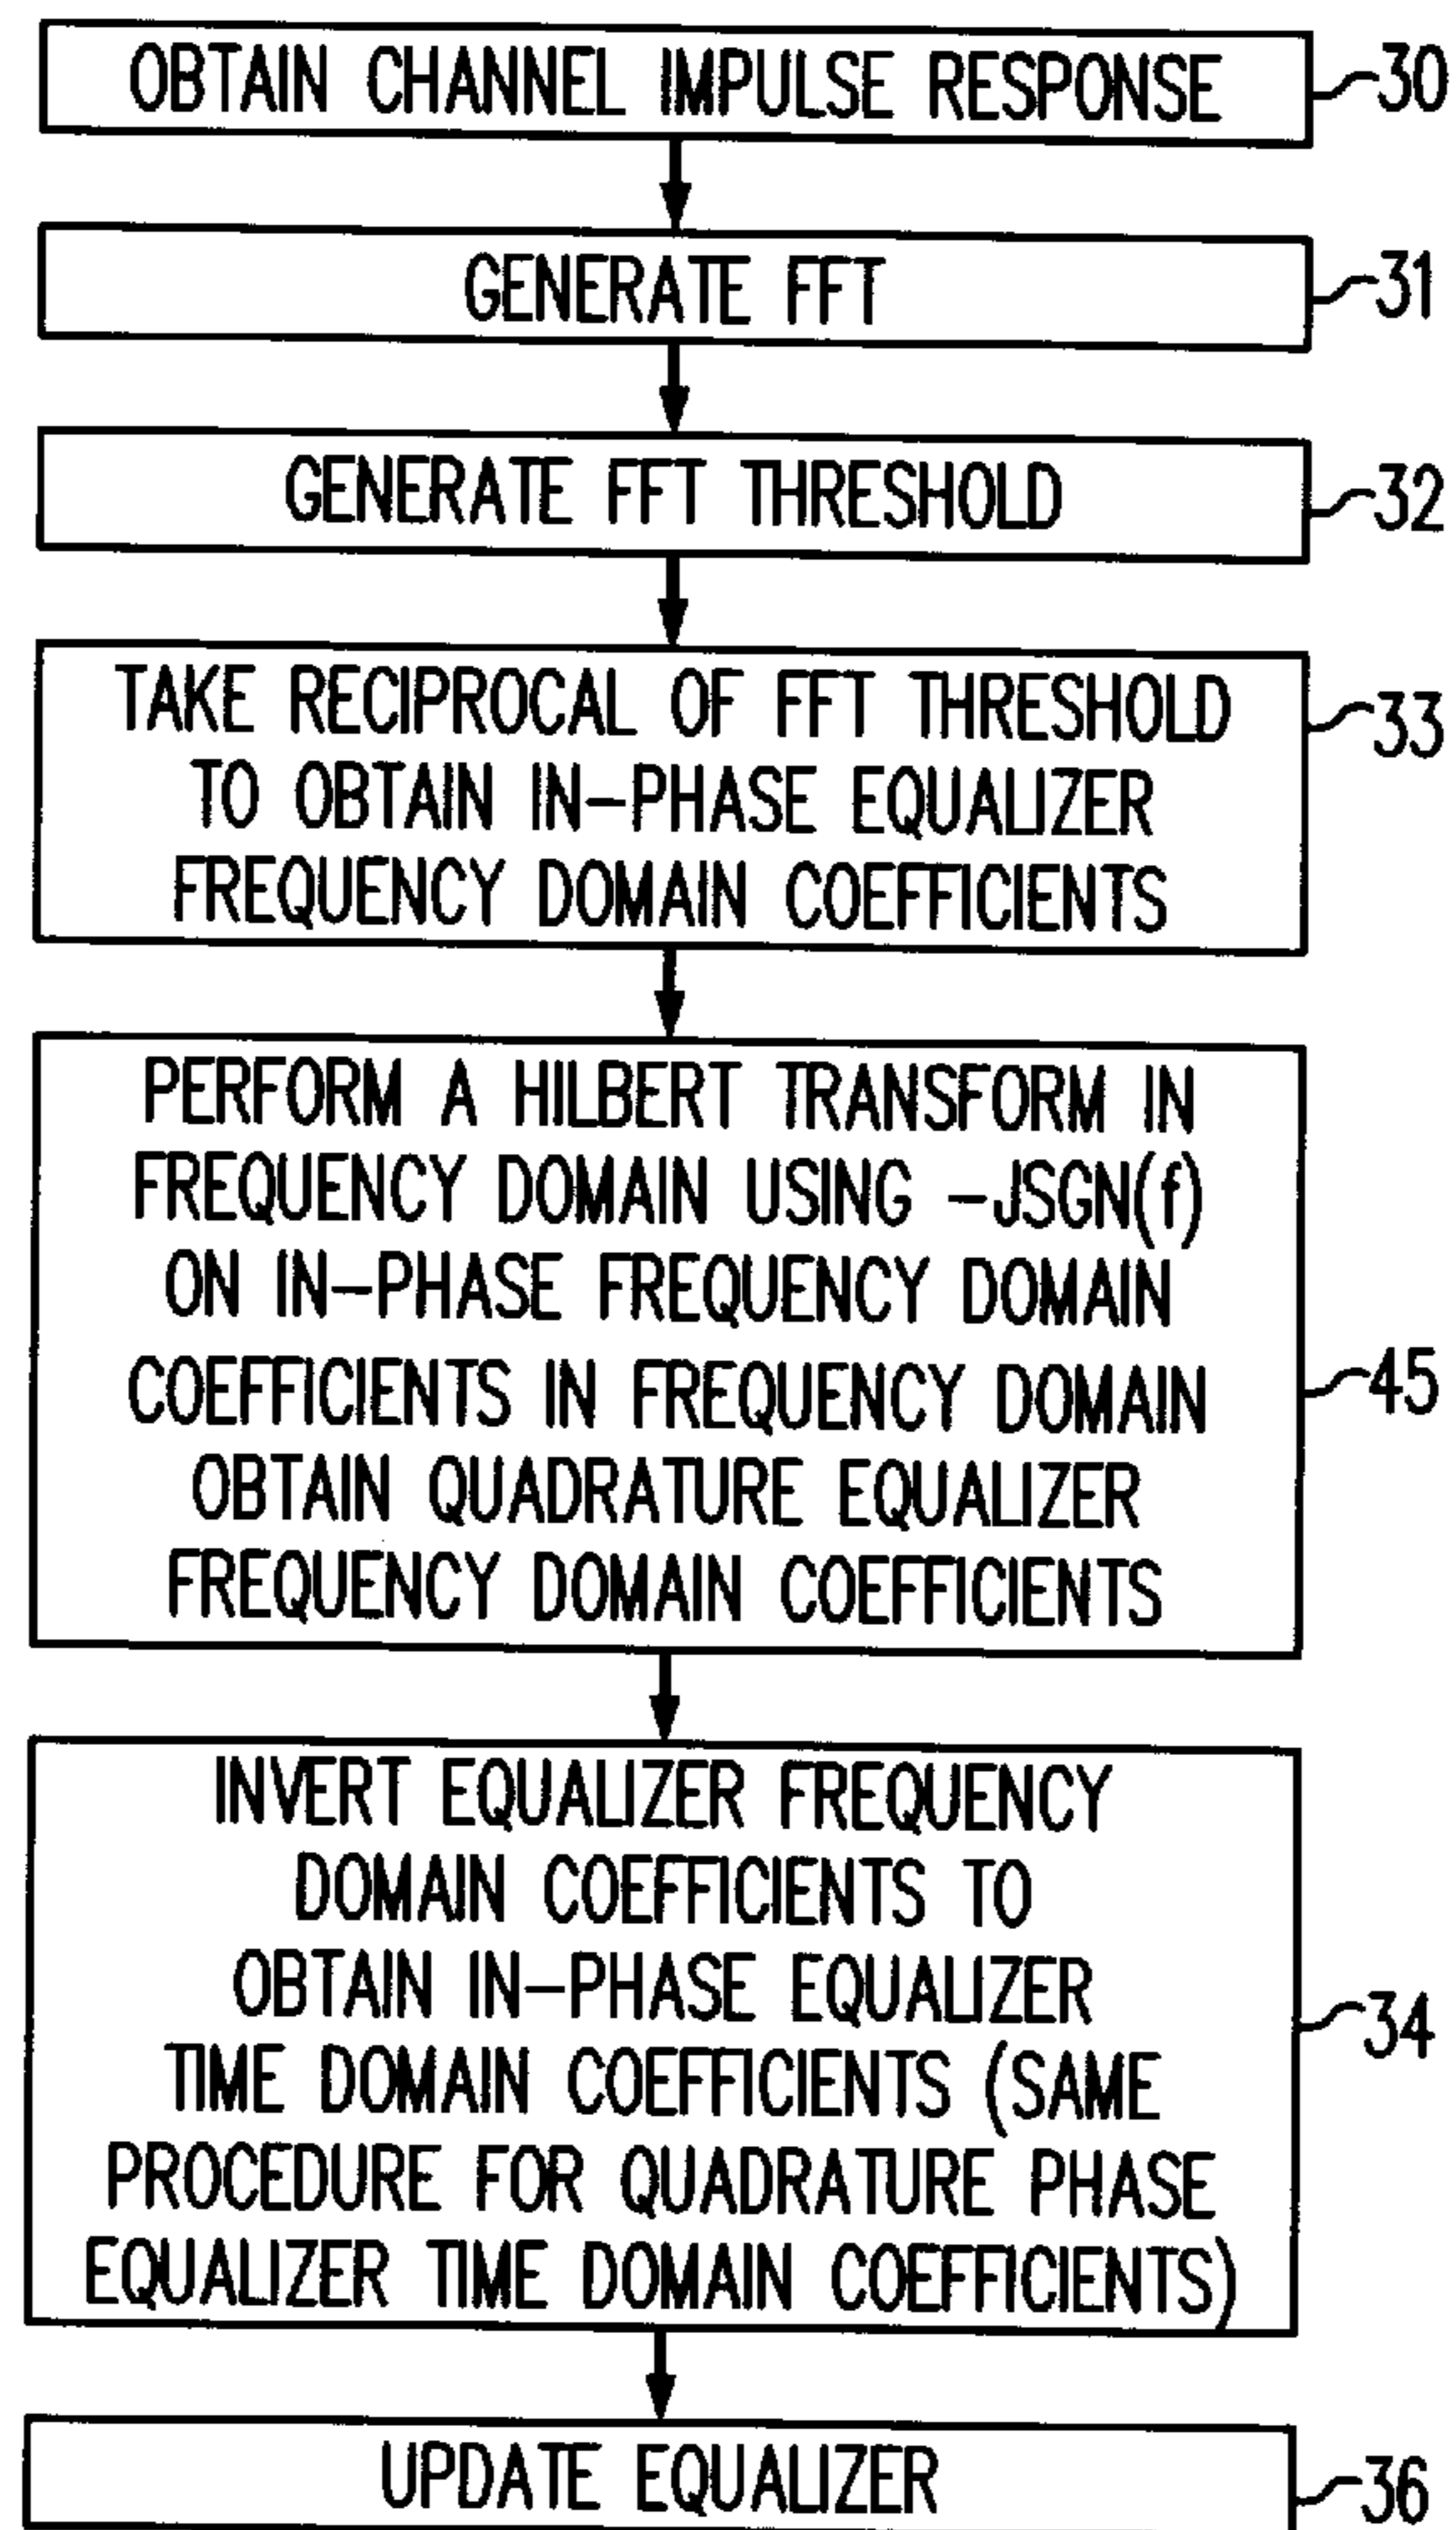 OBTAIN CHANNEL IMPULSE RESPONSE
30
GENERATE FFT
31
GENERATE FFT THRESHOLD
32
TAKE RECIPROCAL OF FFT THRESHOLD
TO OBTAIN IN-PHASE EQUALIZER
FREQUENCY DOMAIN COEFFICIENTS
33
PERFORM A HILBERT TRANSFORM IN
FREQUENCY DOMAIN USING -JSGN(f)
ON IN-PHASE FREQUENCY DOMAIN
COEFFICIENTS IN FREQUENCY DOMAIN
OBTAIN QUADRATURE EQUALIZER
FREQUENCY DOMAIN COEFFICIENTS
45
INVERT EQUALIZER FREQUENCY
DOMAIN COEFFICIENTS TO
OBTAIN IN-PHASE EQUALIZER
TIME DOMAIN COEFFICIENTS (SAME
PROCEDURE FOR QUADRATURE PHASE
EQUALIZER TIME DOMAIN COEFFICIENTS)
34
UPDATE EQUALIZER
36